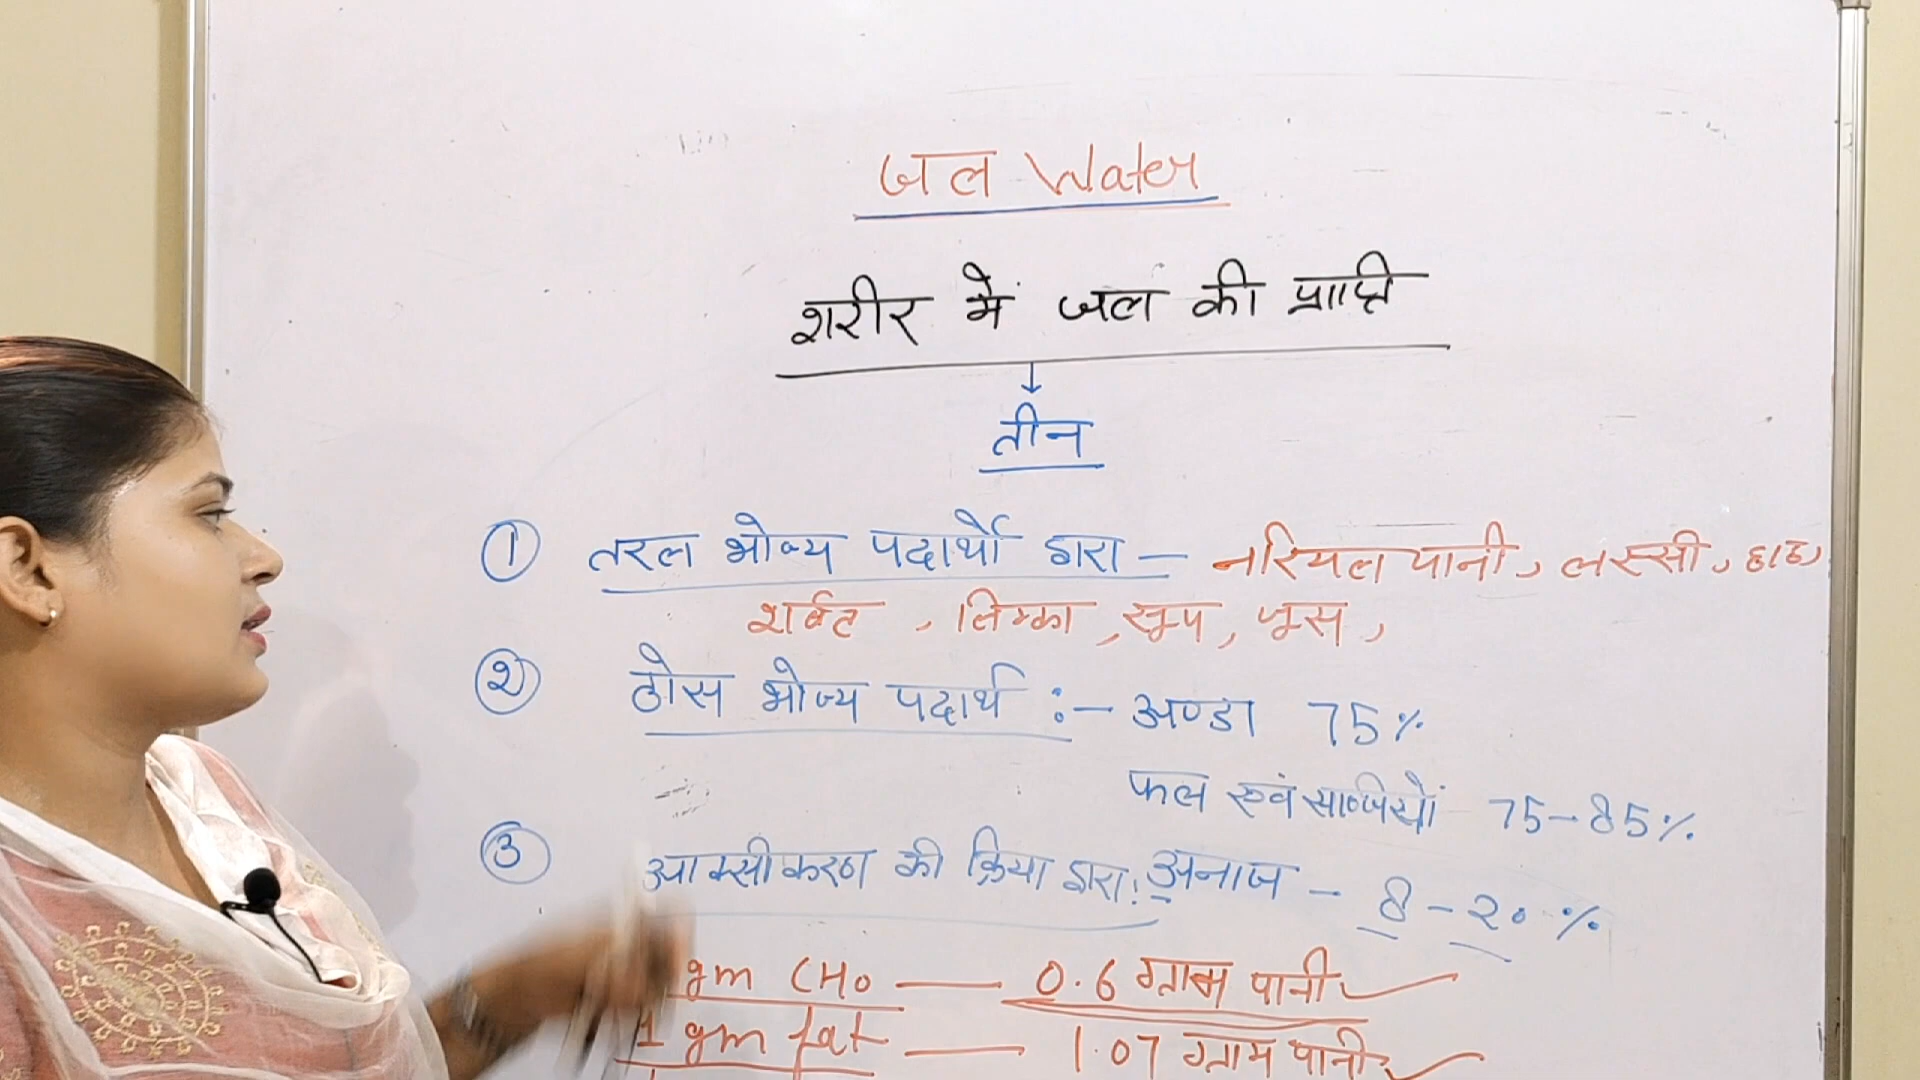 जल Water
शरीर में जल की प्राप्ति
↓
तीन
① तरल भोज्य पदार्थो द्वारा — नरियल पानी, लस्सी, छाछ,
शर्बत , लिम्का , सूप , जूस ,
② ठोस भोज्य पदार्थ :— अण्डा 75%
फल एवं सब्जियों 75–85%
③ आक्सीकरण की क्रिया द्वारा: अनाज – 8–20 %
gm CHO — 0.6 ग्राम पानी
1 gm fat — 1.07 ग्राम पानी